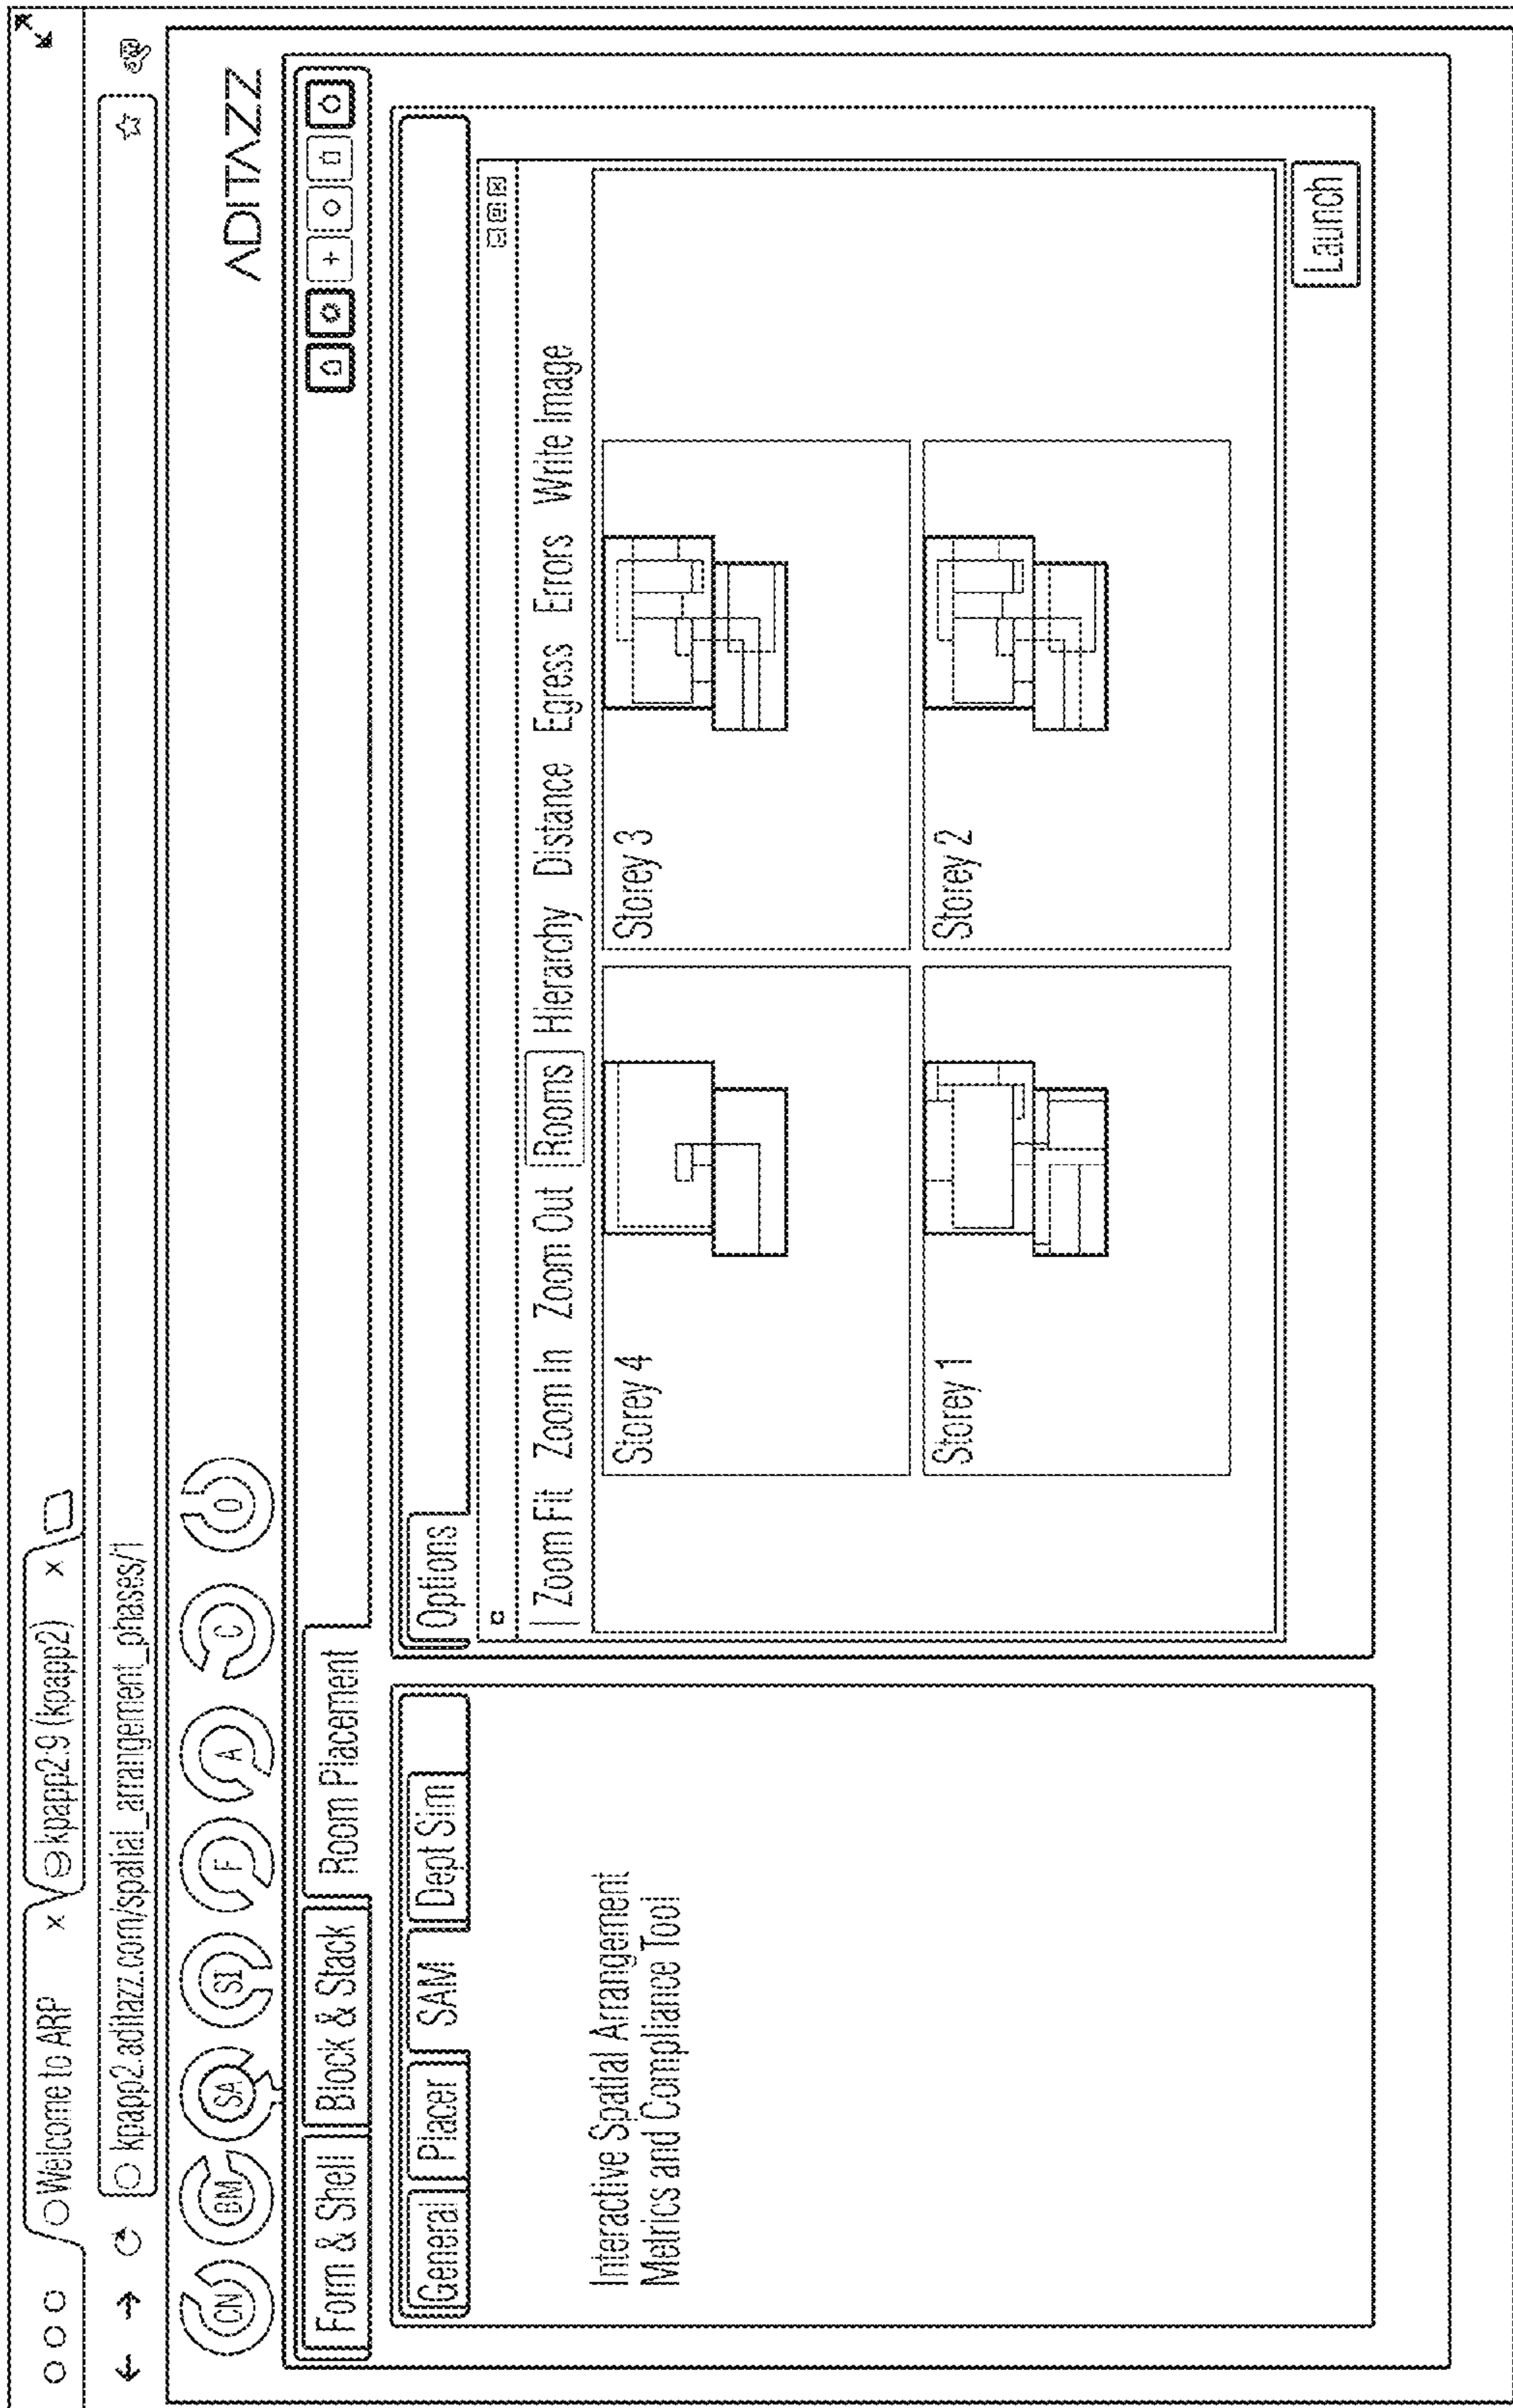 Welcome to ARP x kpapp2:9 (kpapp2) x
kpapp2.aditazz.com/spatial_arrangement_phases/1
CN BM SA SI F A C O
ADITAZZ
Form & Shell Block & Stack Room Placement
General Placer SAM Dept Sim
Interactive Spatial Arrangement
Metrics and Compliance Tool
Options
Zoom Fit Zoom In Zoom Out Rooms Hierarchy Distance Egress Errors Write Image
Storey 4 Storey 3
Storey 1 Storey 2
Launch